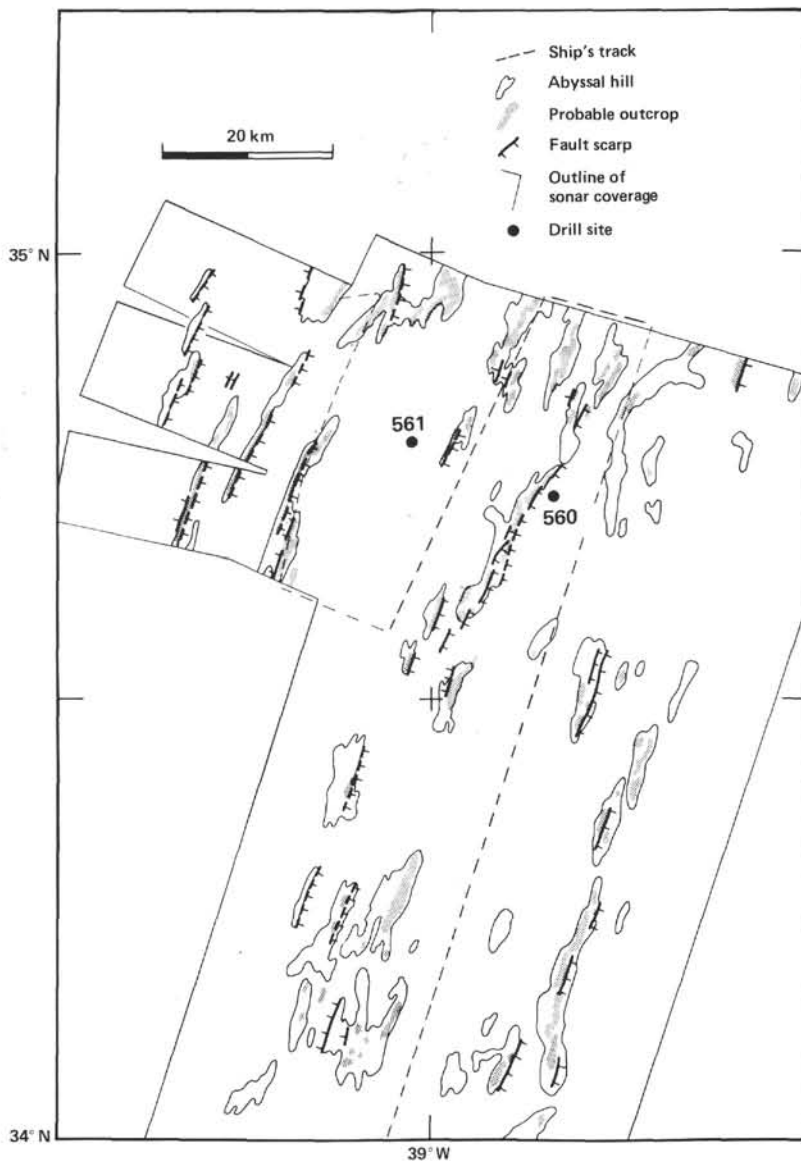 Ship's track
Abyssal hill
Probable outcrop
20 km
Fault scarp
Outline of
sonar coverage
Drill site
35° N
561
560
34° N
39° W